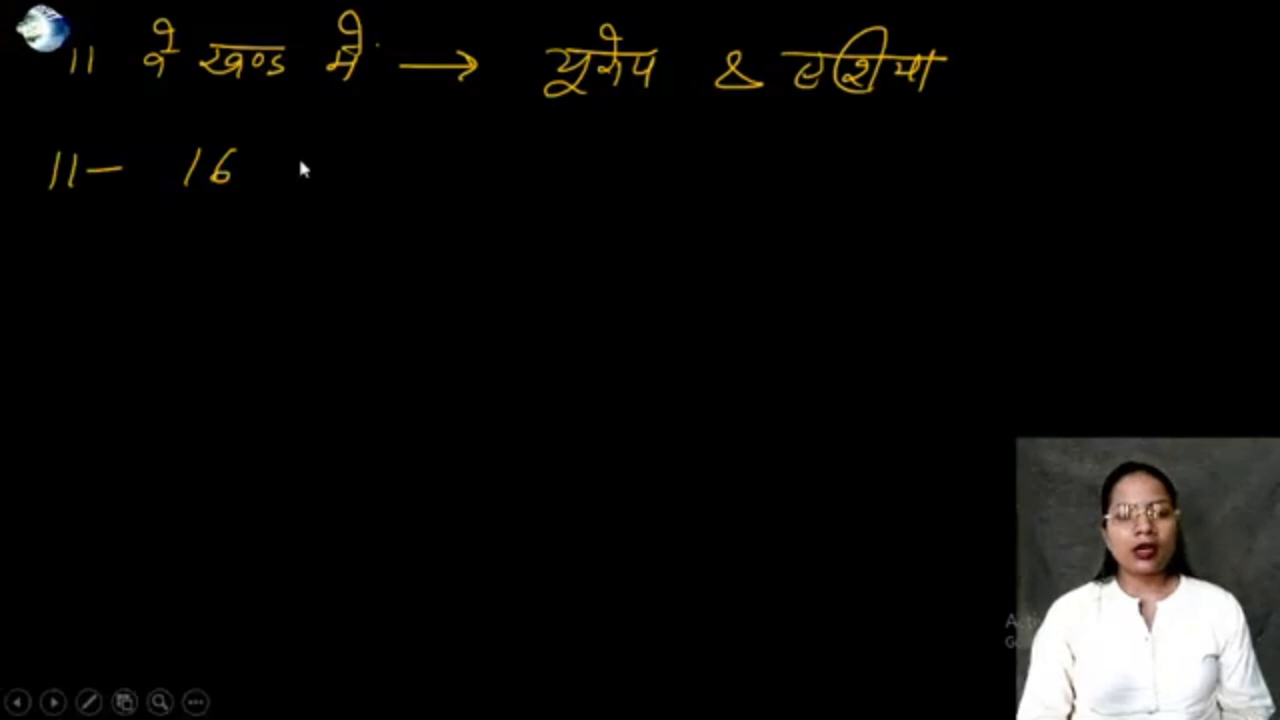 11 वे खण्ड में → यूरोप & एशिया
11- 16